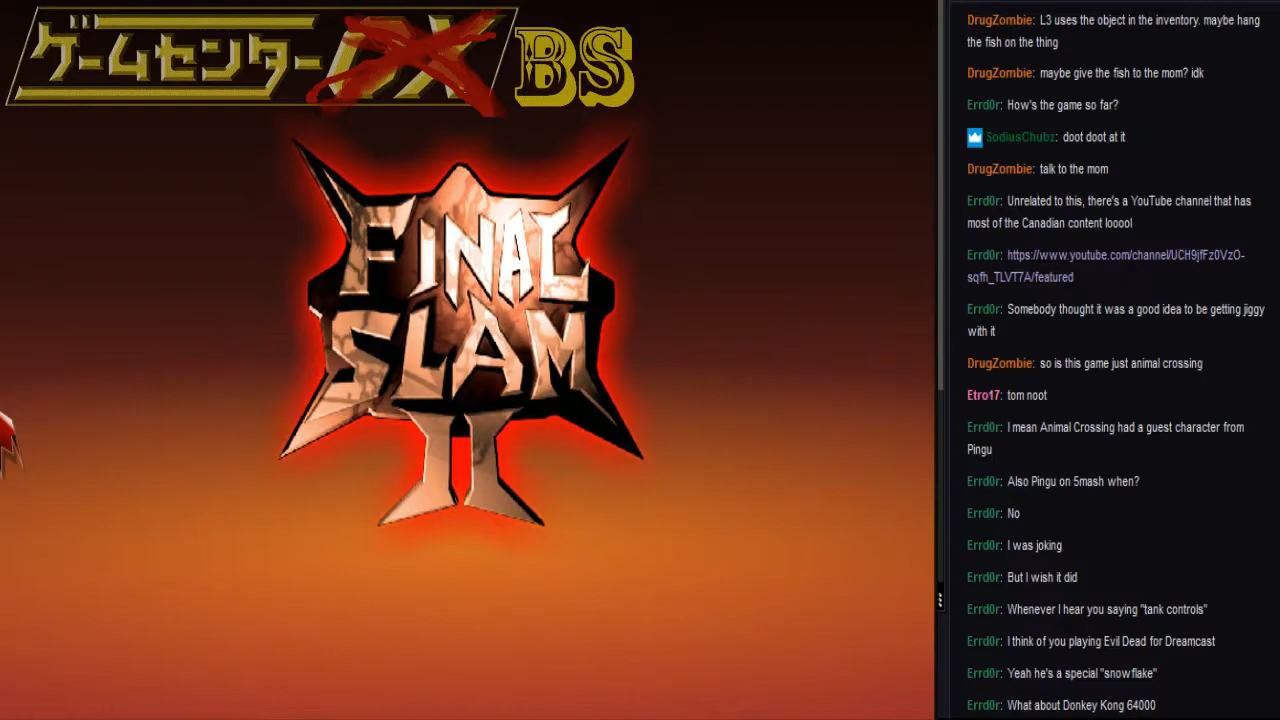 ゲームセンターDX BS
FINAL
SLAM
II
DrugZombie: L3 uses the object in the inventory. maybe hang
the fish on the thing
DrugZombie: maybe give the fish to the mom? idk
Errd0r: How's the game so far?
SodiusChubz: doot doot at it
DrugZombie: talk to the mom
Errd0r: Unrelated to this, there's a YouTube channel that has
most of the Canadian content looool
Errd0r: https://www.youtube.com/channel/UCH9jfFz0VzO-
sqfh_TLVT7A/featured
Errd0r: Somebody thought it was a good idea to be getting jiggy
with it
DrugZombie: so is this game just animal crossing
Etro17: tom noot
Errd0r: I mean Animal Crossing had a guest character from
Pingu
Errd0r: Also Pingu on 5mash when?
Errd0r: No
Errd0r: I was joking
Errd0r: But I wish it did
Errd0r: Whenever I hear you saying "tank controls"
Errd0r: I think of you playing Evil Dead for Dreamcast
Errd0r: Yeah he's a special "snowflake"
Errd0r: What about Donkey Kong 64000